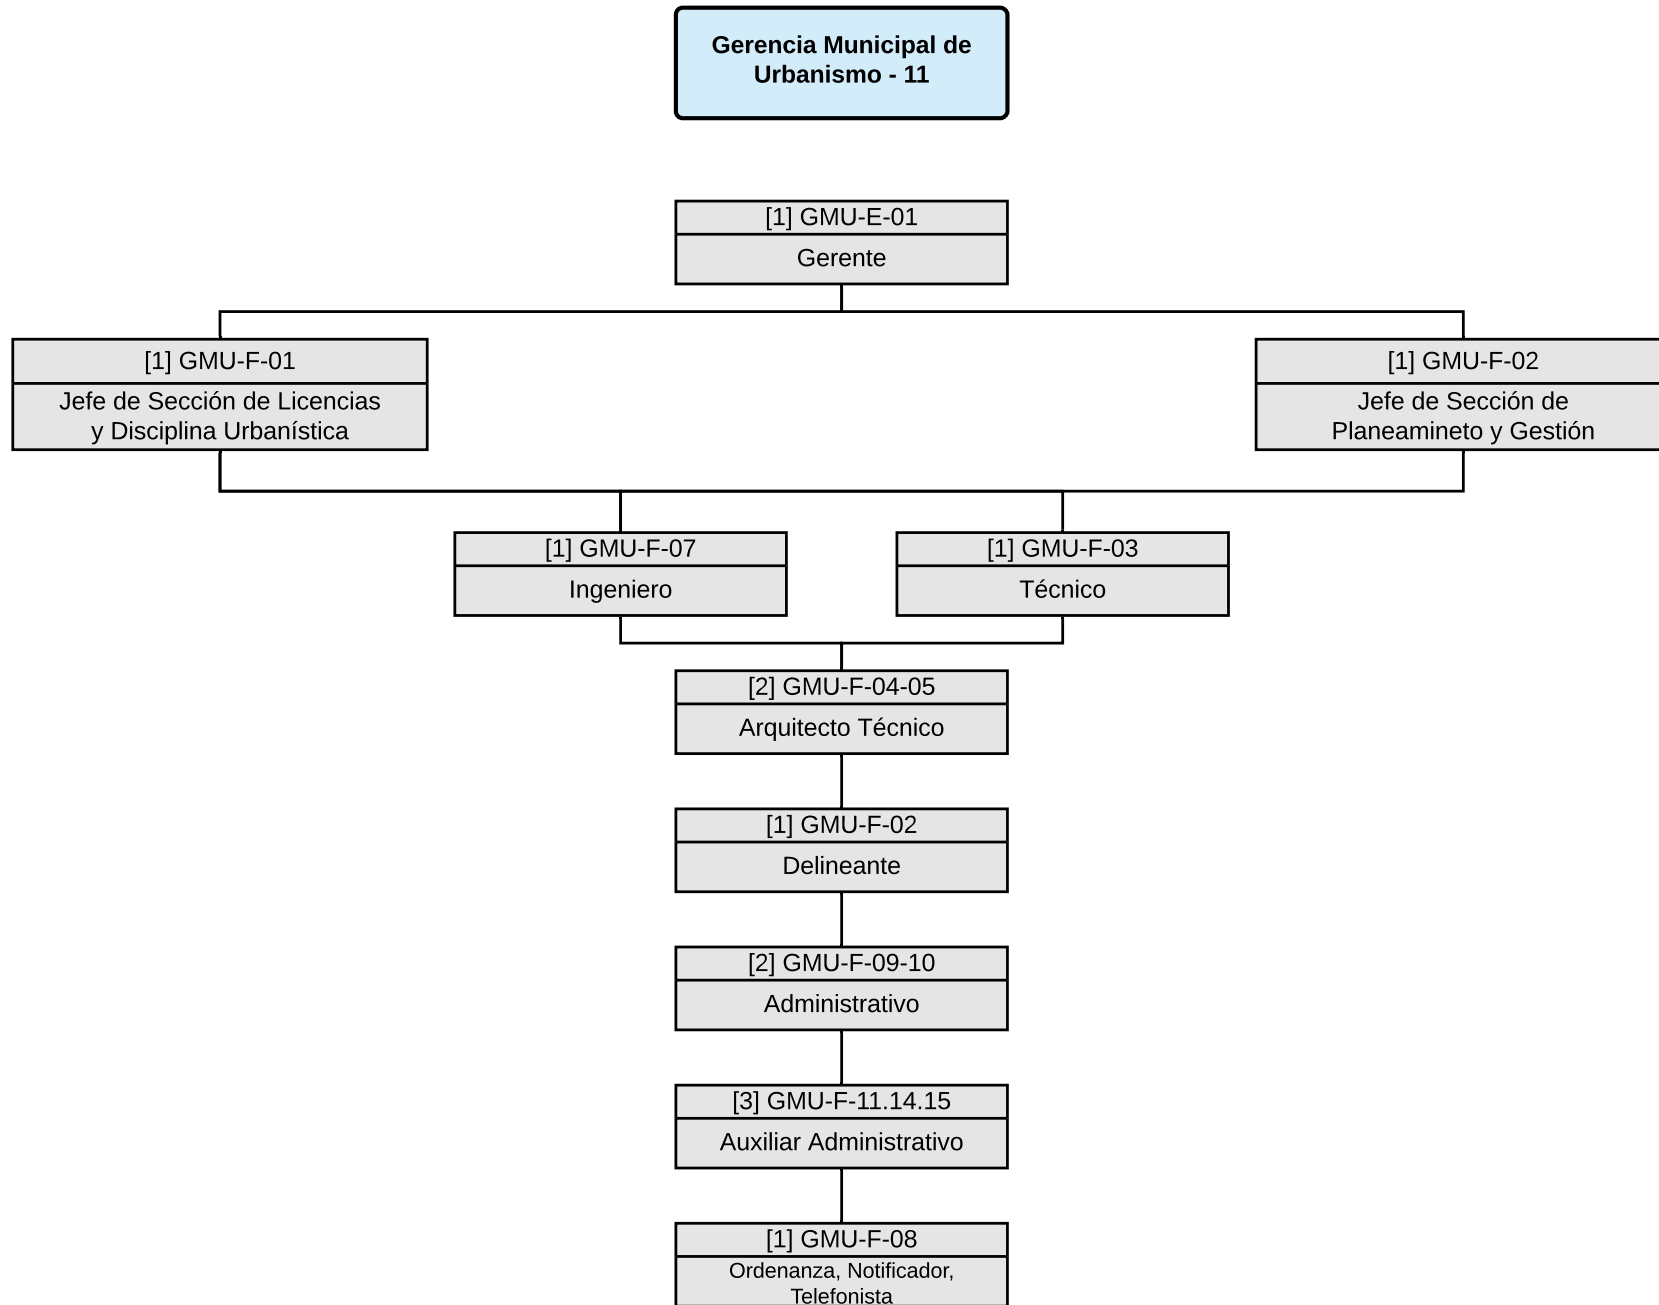 Gerencia Municipal de
Urbanismo - 11
[1] GMU-E-01
Gerente
[1] GMU-F-01
Jefe de Sección de Licencias
y Disciplina Urbanística
[1] GMU-F-02
Jefe de Sección de
Planeamineto y Gestión
[1] GMU-F-07
Ingeniero
[1] GMU-F-03
Técnico
[2] GMU-F-04-05
Arquitecto Técnico
[1] GMU-F-02
Delineante
[2] GMU-F-09-10
Administrativo
[3] GMU-F-11.14.15
Auxiliar Administrativo
[1] GMU-F-08
Ordenanza, Notificador,
Telefonista